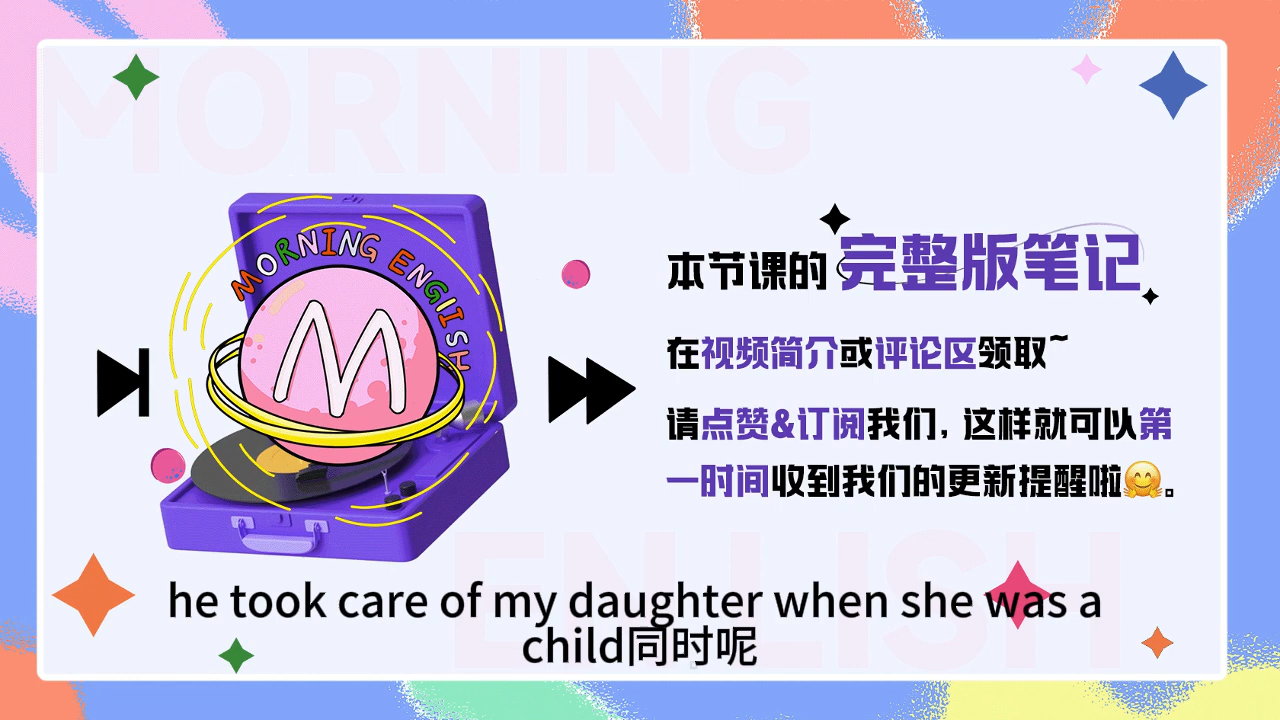 MORNING
MORNING ENGlISH
M
本节课的 完整版笔记
在视频简介或评论区领取~
请点赞&订阅我们, 这样就可以第
一时间收到我们的更新提醒啦🤗。
ENGLISH
he took care of my daughter when she was a
child同时呢